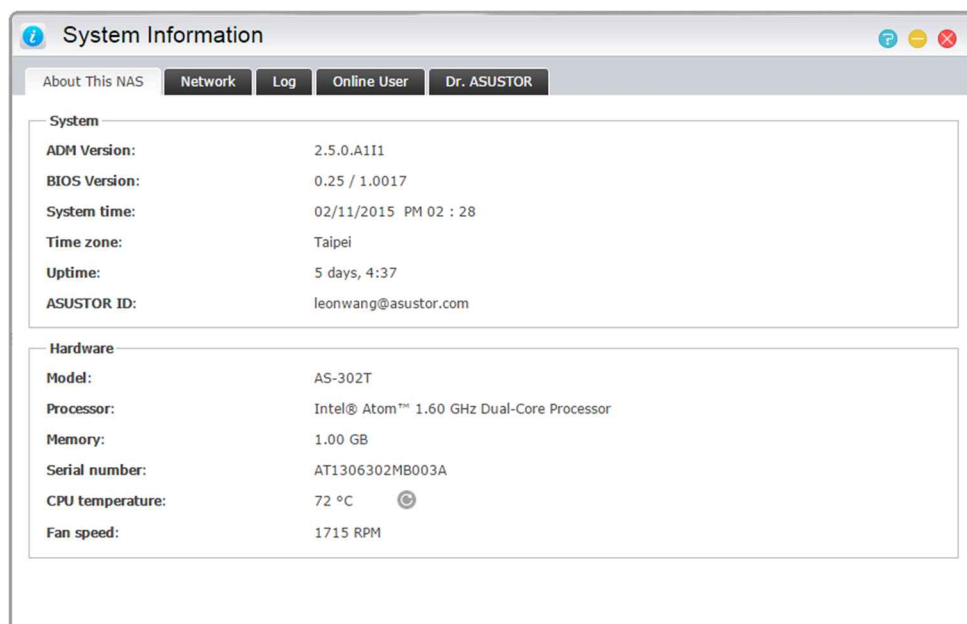 System Information
About This NAS Network Log Online User Dr. ASUSTOR
System
ADM Version: 2.5.0.A1I1
BIOS Version: 0.25 / 1.0017
System time: 02/11/2015 PM 02 : 28
Time zone: Taipei
Uptime: 5 days, 4:37
ASUSTOR ID: leonwang@asustor.com
Hardware
Model: AS-302T
Processor: Intel® Atom™ 1.60 GHz Dual-Core Processor
Memory: 1.00 GB
Serial number: AT1306302MB003A
CPU temperature: 72 °C
Fan speed: 1715 RPM